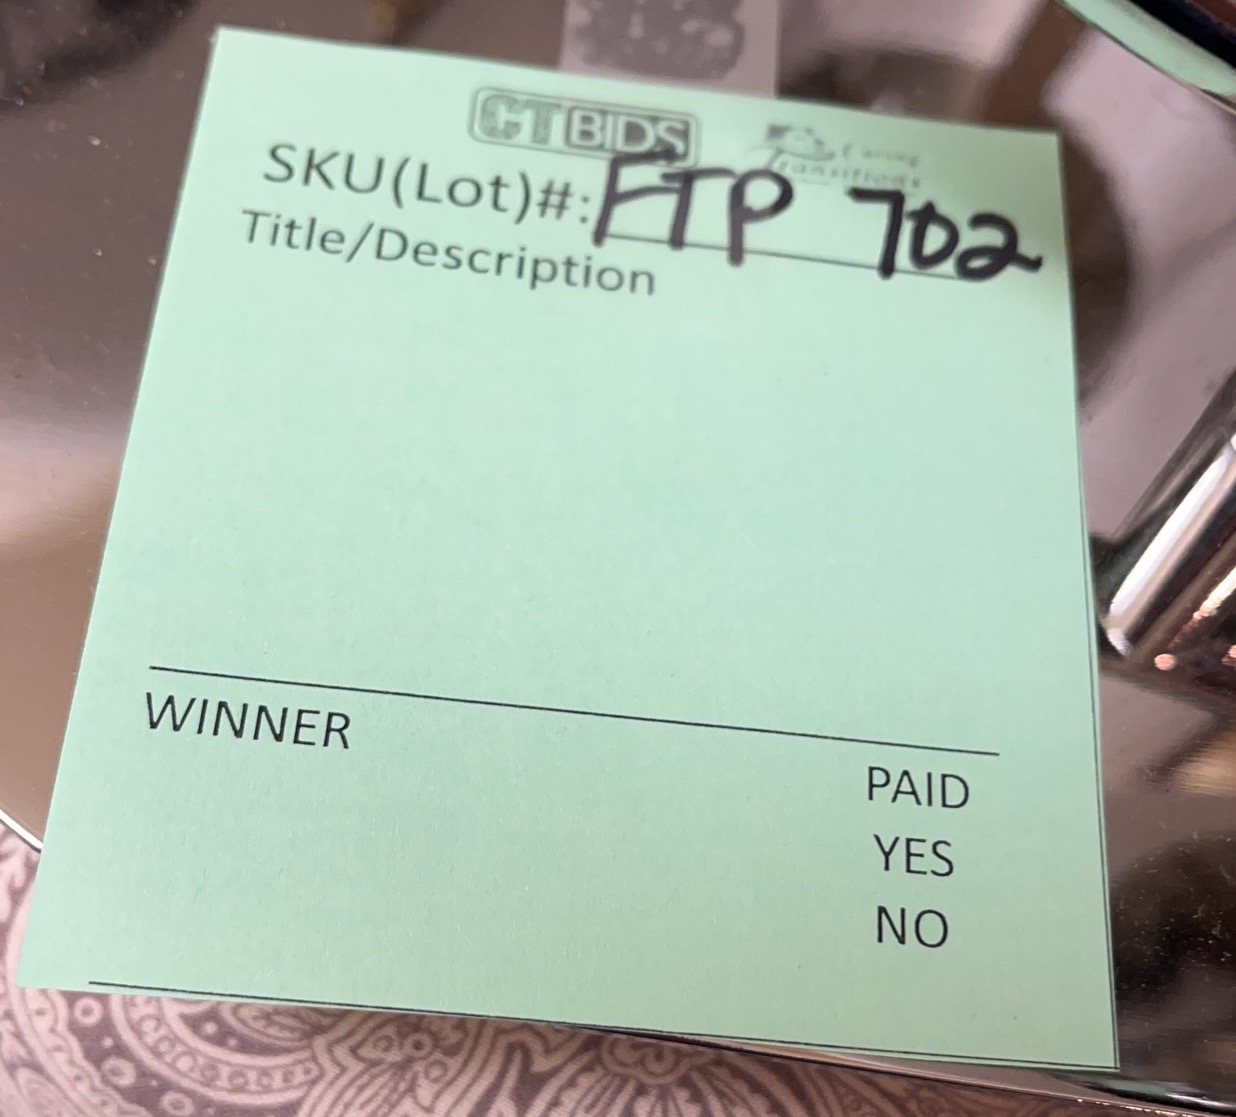 CTBIDS
Caring
Transitions
SKU(Lot)#: FTP 702
Title/Description
WINNER
PAID
YES
NO